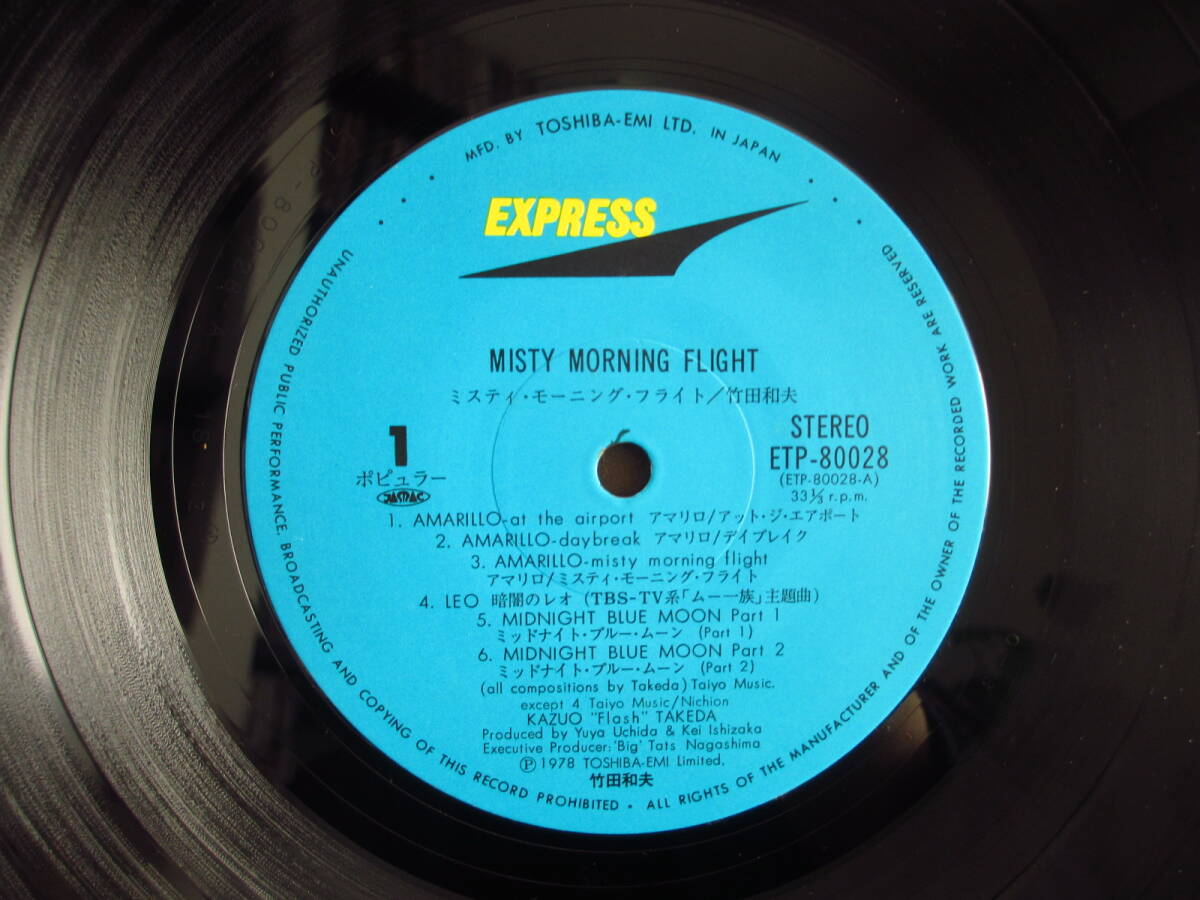 MFD. BY TOSHIBA-EMI LTD. IN JAPAN
EXPRESS
MISTY MORNING FLIGHT
ミスティ・モーニング・フライト/竹田和夫
1
ポピュラー
JASRAC
STEREO
ETP-80028
(ETP-80028-A)
33⅓ r.p.m.
1. AMARILLO-at the airport アマリロ/アット・ジ・エアポート
2. AMARILLO-daybreak アマリロ/デイブレイク
3. AMARILLO-misty morning flight
アマリロ/ミスティ・モーニング・フライト
4. LEO 暗闇のレオ (TBS-TV系「ムー一族」主題曲)
5. MIDNIGHT BLUE MOON Part 1
ミッドナイト・ブルー・ムーン (Part 1)
6. MIDNIGHT BLUE MOON Part 2
ミッドナイト・ブルー・ムーン (Part 2)
(all compositions by Takeda) Taiyo Music.
except 4 Taiyo Music/Nichion
KAZUO "Flash" TAKEDA
Produced by Yuya Uchida & Kei Ishizaka
Executive Producer: 'Big' Tats Nagashima
Ⓟ 1978 TOSHIBA-EMI Limited.
竹田和夫
UNAUTHORIZED PUBLIC PERFORMANCE, BROADCASTING AND COPYING OF THIS RECORD PROHIBITED • ALL RIGHTS OF THE MANUFACTURER AND OF THE OWNER OF THE RECORDED WORK ARE RESERVED